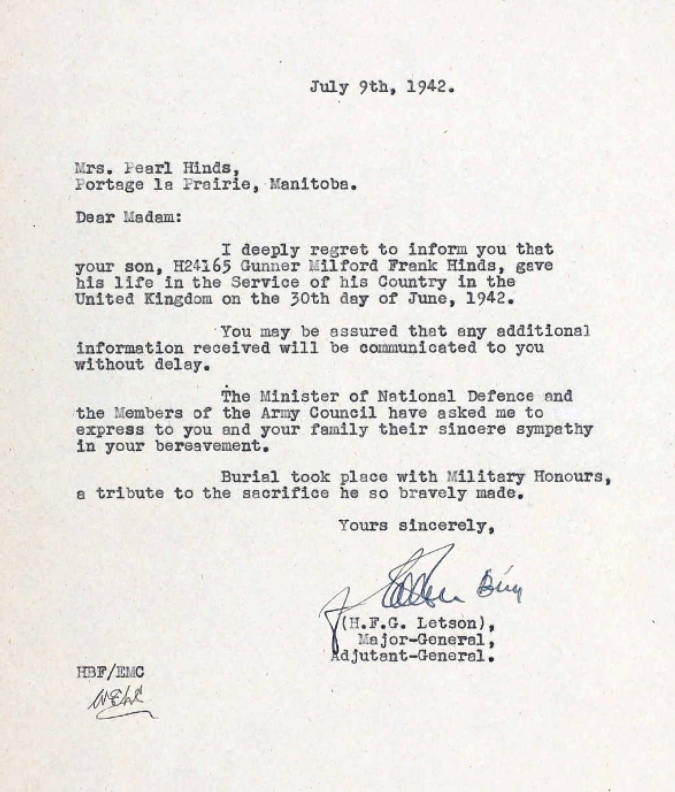 July 9th, 1942.
Mrs. Pearl Hinds,
Portage la Prairie, Manitoba.
Dear Madam:
I deeply regret to inform you that
your son, H24165 Gunner Milford Frank Hinds, gave
his life in the Service of his Country in the
United Kingdom on the 30th day of June, 1942.
You may be assured that any additional
information received will be communicated to you
without delay.
The Minister of National Defence and
the Members of the Army Council have asked me to
express to you and your family their sincere sympathy
in your bereavement.
Burial took place with Military Honours,
a tribute to the sacrifice he so bravely made.
Yours sincerely,
(H.F.G. Letson),
Major-General,
Adjutant-General.
HBF/EMC